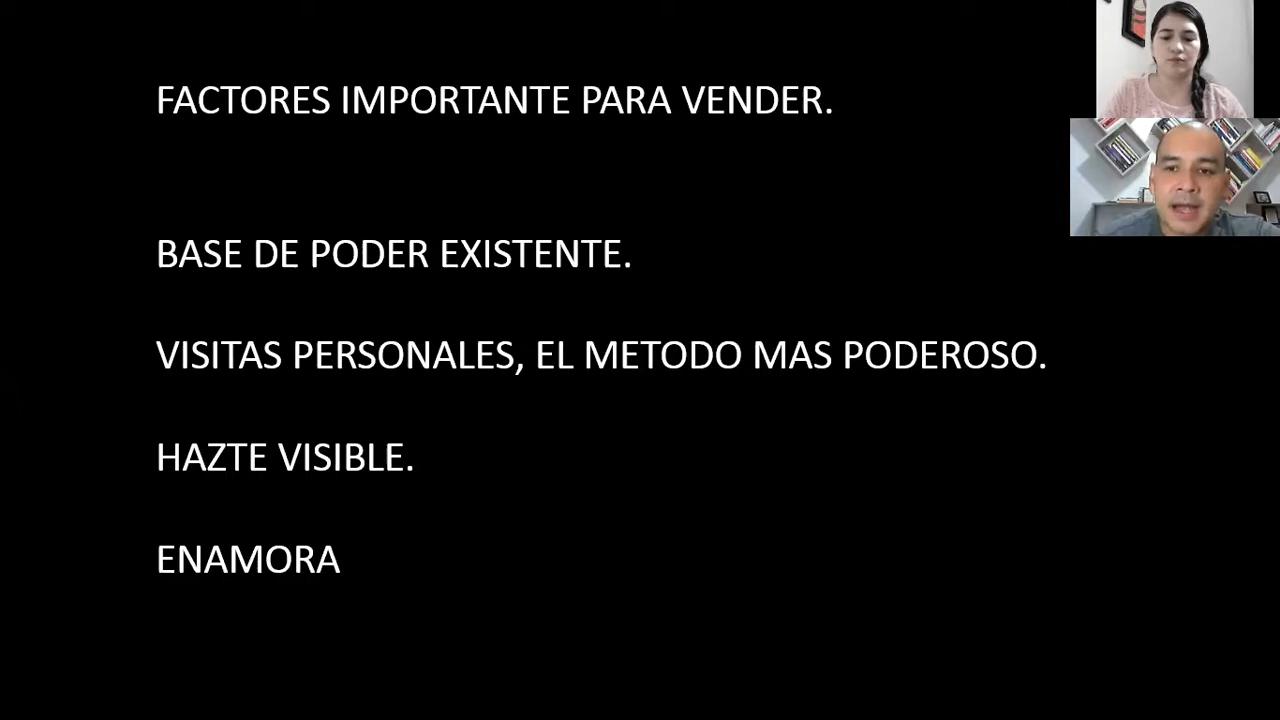 FACTORES IMPORTANTE PARA VENDER.
BASE DE PODER EXISTENTE.
VISITAS PERSONALES, EL METODO MAS PODEROSO.
HAZTE VISIBLE.
ENAMORA